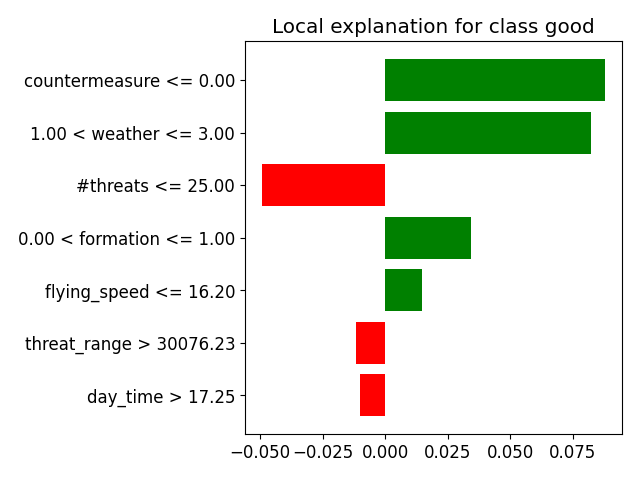 Local explanation for class good
countermeasure <= 0.00
1.00 < weather <= 3.00
#threats <= 25.00
0.00 < formation <= 1.00
flying_speed <= 16.20
threat_range > 30076.23
day_time > 17.25
−0.050 −0.025 0.000 0.025 0.050 0.075